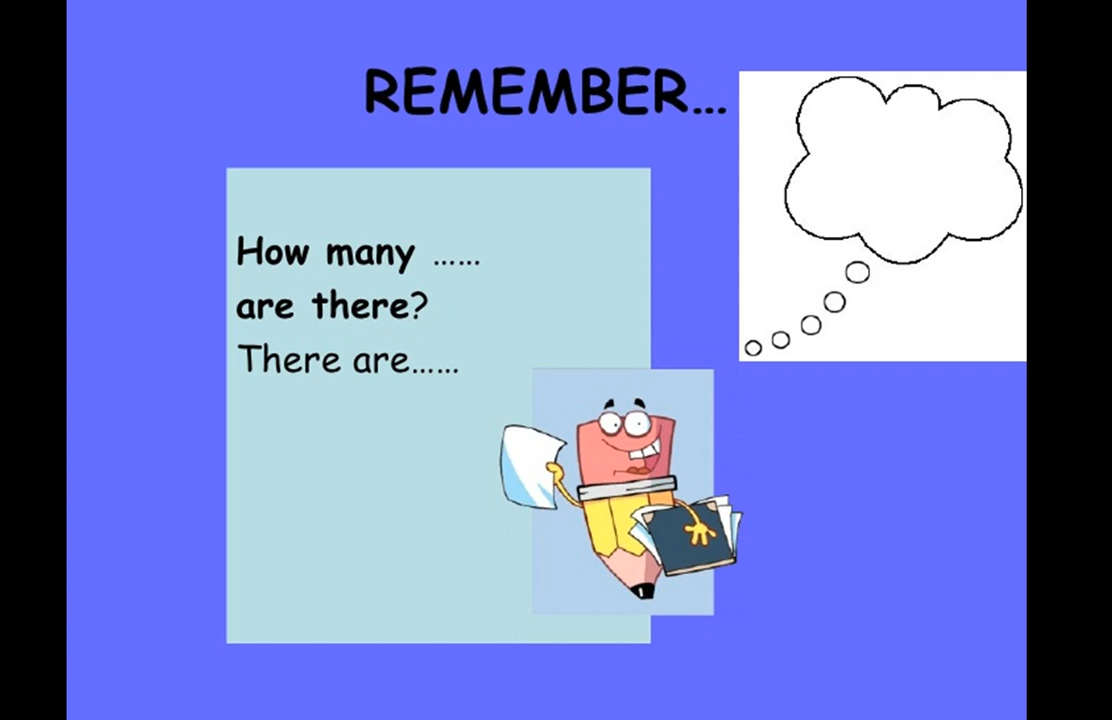 REMEMBER...
How many ......
are there?
There are......